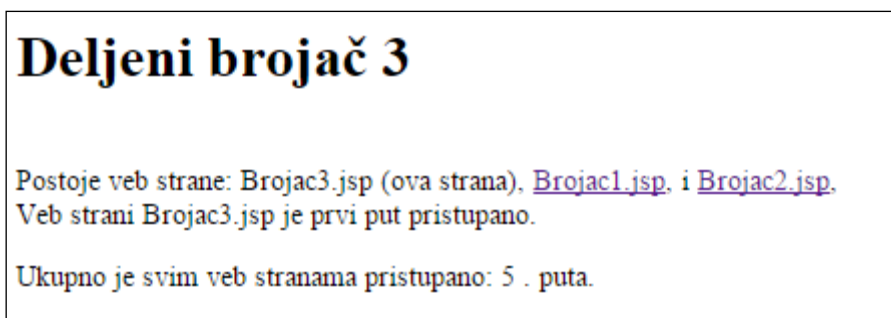 Deljeni brojač 3
Postoje veb strane: Brojac3.jsp (ova strana), Brojac1.jsp, i Brojac2.jsp,
Veb strani Brojac3.jsp je prvi put pristupano.
Ukupno je svim veb stranama pristupano: 5 . puta.